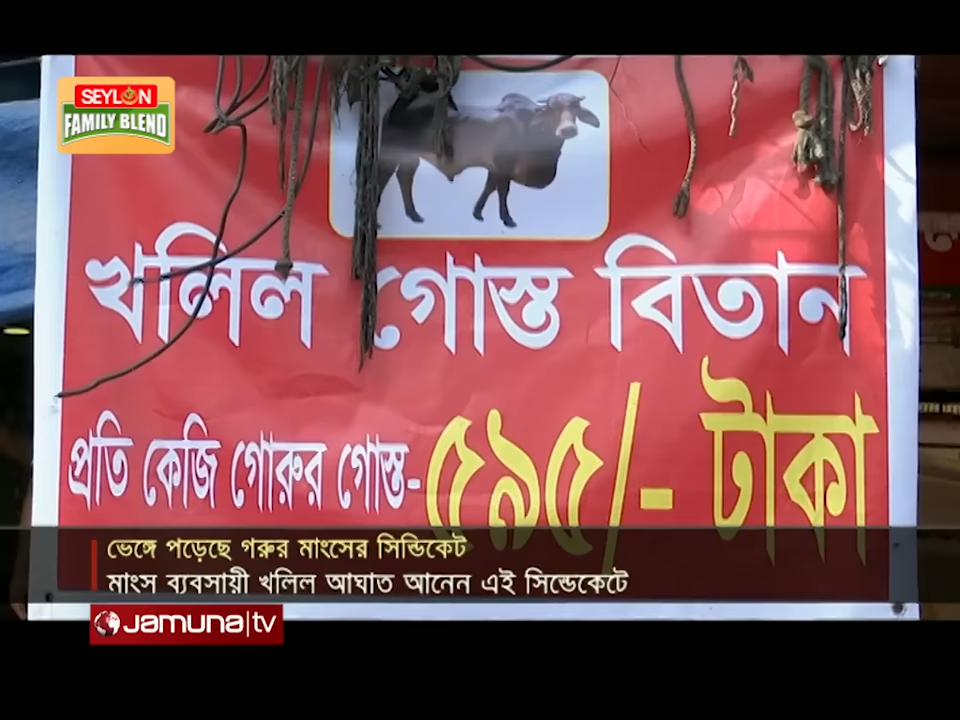 SEYLON
FAMILY BLEND
খলিল গোস্ত বিতান
প্রতি কেজি গোরুর গোস্ত-৫৯৫/- টাকা
ভেঙ্গে পড়েছে গরুর মাংসের সিন্ডিকেট
মাংস ব্যবসায়ী খলিল আঘাত আনেন এই সিন্ডেকেটে
Jamuna|tv